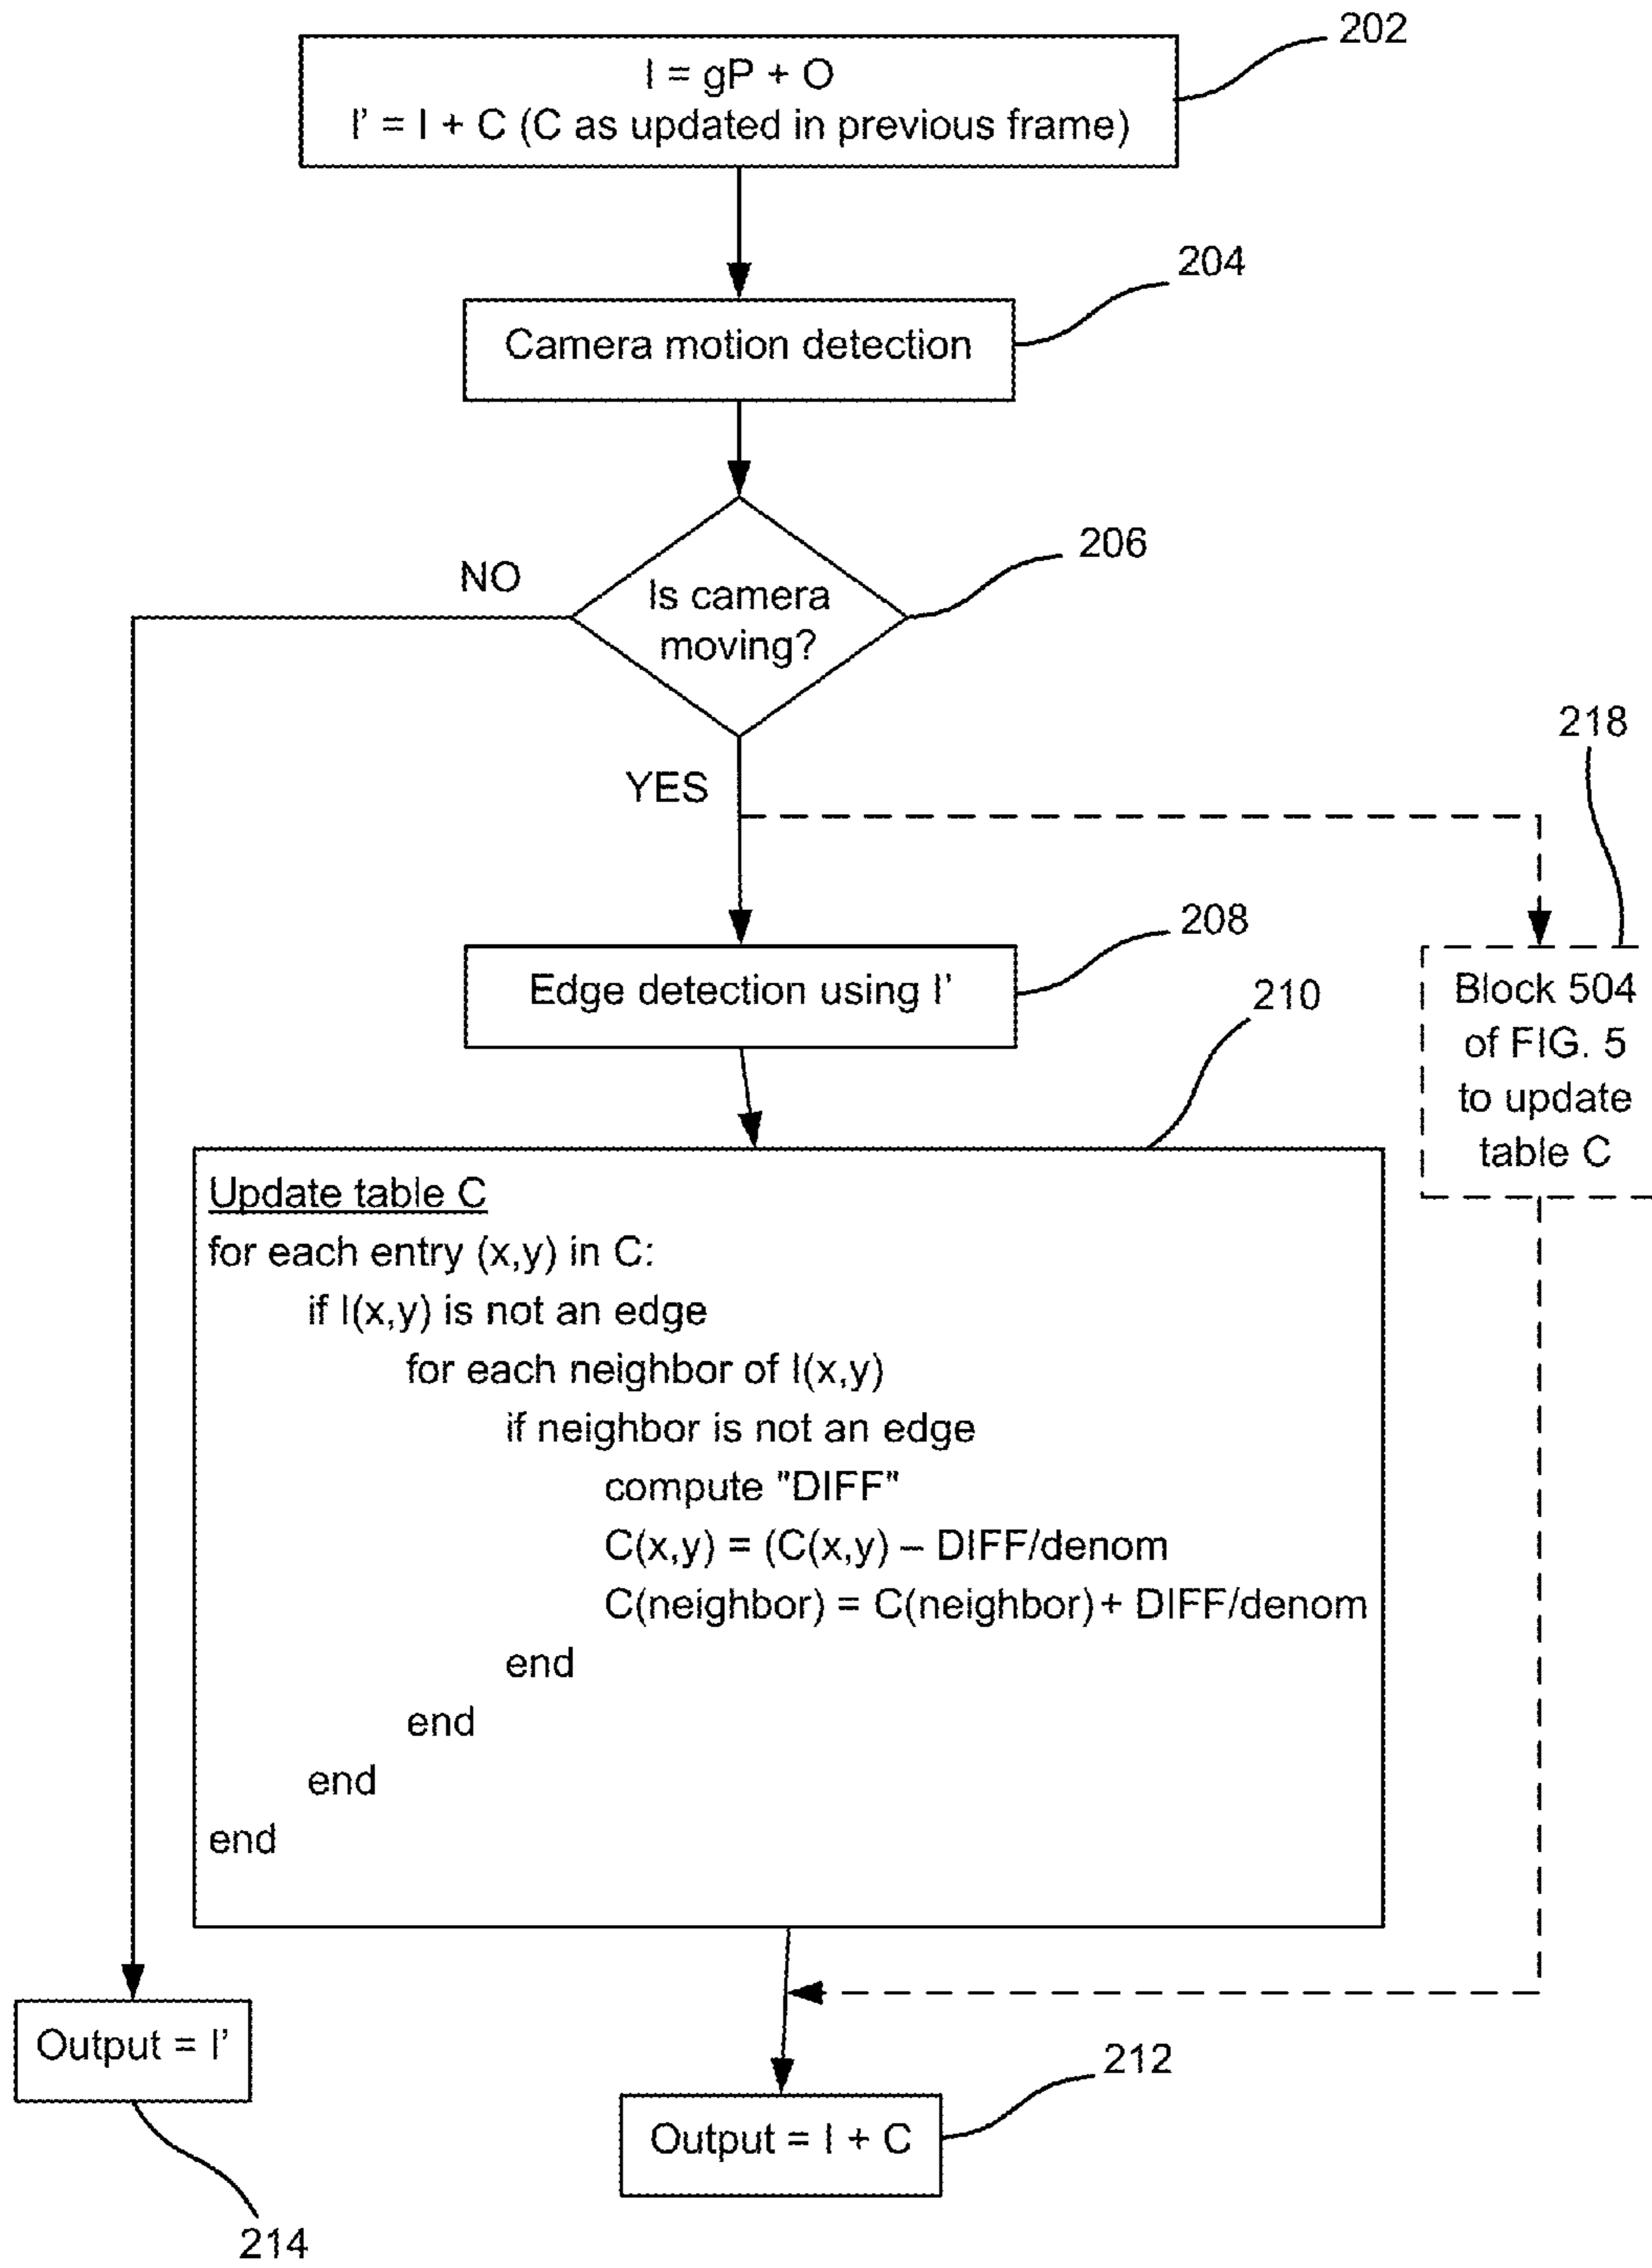 202
I = gP + O
I' = I + C (C as updated in previous frame)
204
Camera motion detection
206
NO
Is camera
moving?
218
YES
208
Edge detection using I'
Block 504
of FIG. 5
to update
table C
210
Update table C
for each entry (x,y) in C:
if I(x,y) is not an edge
for each neighbor of I(x,y)
if neighbor is not an edge
compute "DIFF"
C(x,y) = (C(x,y) – DIFF/denom
C(neighbor) = C(neighbor) + DIFF/denom
end
end
end
end
Output = I'
212
Output = I + C
214